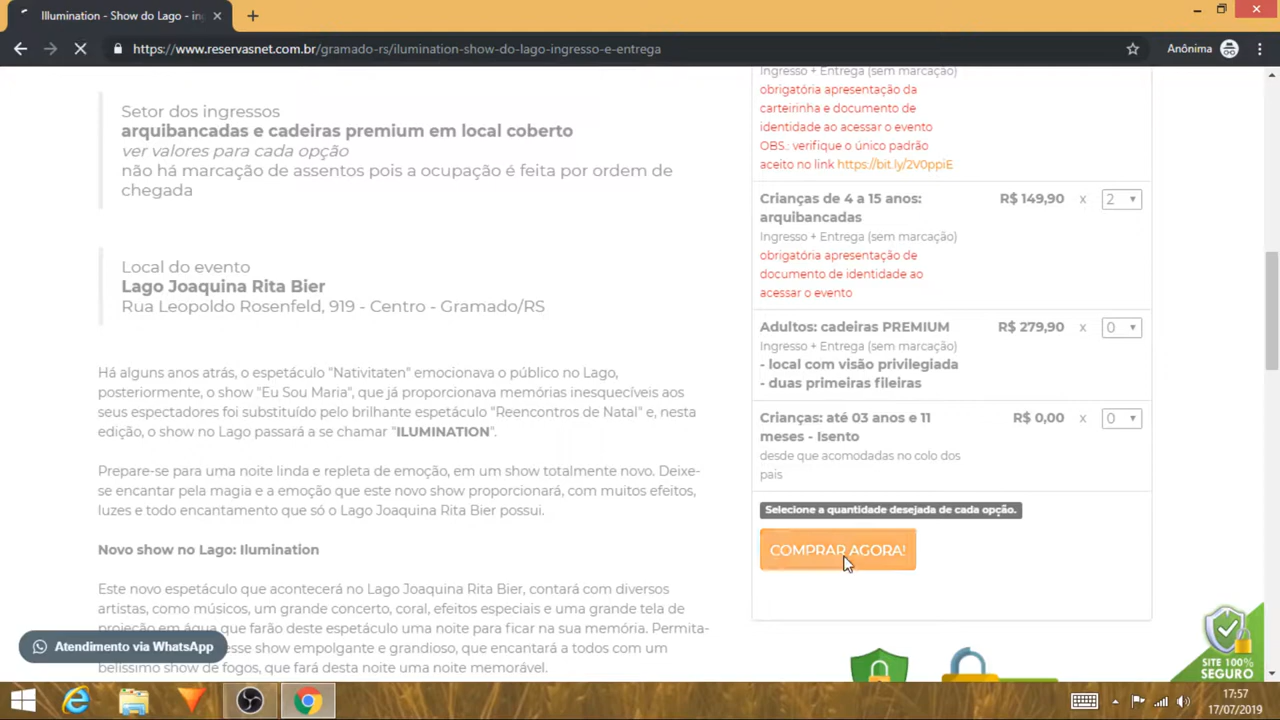 Illumination - Show do Lago - in
https://www.reservasnet.com.br/gramado-rs/ilumination-show-do-lago-ingresso-e-entrega
Anônima
Setor dos ingressos
arquibancadas e cadeiras premium em local coberto
ver valores para cada opção
não há marcação de assentos pois a ocupação é feita por ordem de
chegada
Local do evento
Lago Joaquina Rita Bier
Rua Leopoldo Rosenfeld, 919 - Centro - Gramado/RS
Há alguns anos atrás, o espetáculo "Nativitaten" emocionava o público no Lago,
posteriormente, o show "Eu Sou Maria", que já proporcionava memórias inesquecíveis aos
seus espectadores foi substituído pelo brilhante espetáculo "Reencontros de Natal" e, nesta
edição, o show no Lago passará a se chamar "ILUMINATION".
Prepare-se para uma noite linda e repleta de emoção, em um show totalmente novo. Deixe-
se encantar pela magia e a emoção que este novo show proporcionará, com muitos efeitos,
luzes e todo encantamento que só o Lago Joaquina Rita Bier possui.
Novo show no Lago: Ilumination
Este novo espetáculo que acontecerá no Lago Joaquina Rita Bier, contará com diversos
artistas, como músicos, um grande concerto, coral, efeitos especiais e uma grande tela de
projeção em água que farão deste espetáculo uma noite para ficar na sua memória. Permita-
esse show empolgante e grandioso, que encantará a todos com um
belíssimo show de fogos, que fará desta noite uma noite memorável.
Atendimento via WhatsApp
Ingresso + Entrega (sem marcação)
obrigatória apresentação da
carteirinha e documento de
identidade ao acessar o evento
OBS.: verifique o único padrão
aceito no link https://bit.ly/2V0ppiE
Crianças de 4 a 15 anos: R$ 149,90 x 2
arquibancadas
Ingresso + Entrega (sem marcação)
obrigatória apresentação de
documento de identidade ao
acessar o evento
Adultos: cadeiras PREMIUM R$ 279,90 x 0
Ingresso + Entrega (sem marcação)
- local com visão privilegiada
- duas primeiras fileiras
Crianças: até 03 anos e 11 R$ 0,00 x 0
meses - Isento
desde que acomodadas no colo dos
pais
Selecione a quantidade desejada de cada opção.
COMPRAR AGORA!
SITE 100%
SEGURO
17:57
17/07/2019